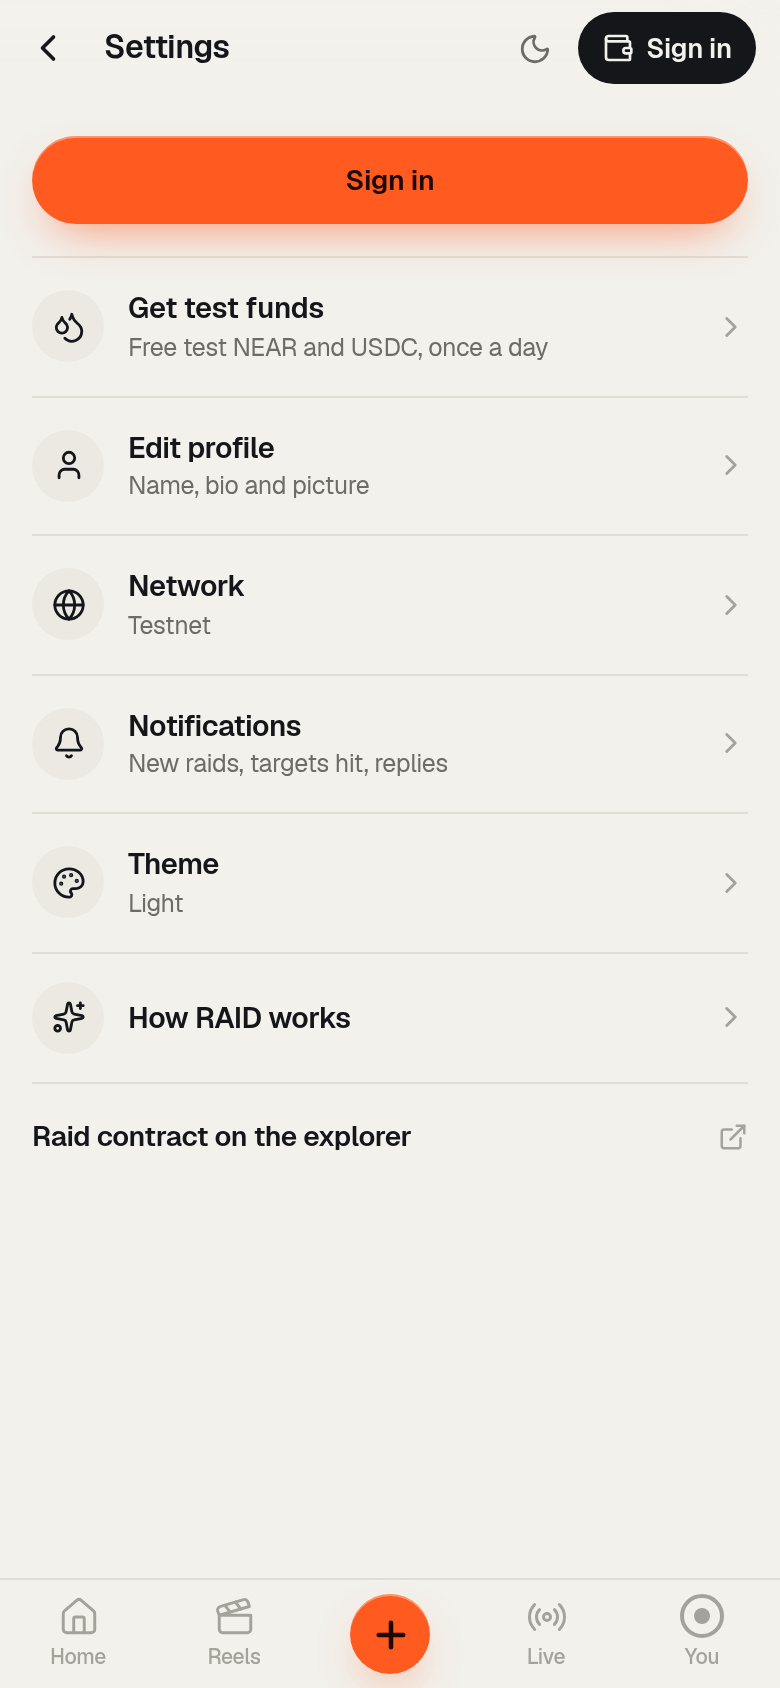 Settings
Sign in
Sign in
Get test funds
Free test NEAR and USDC, once a day
Edit profile
Name, bio and picture
Network
Testnet
Notifications
New raids, targets hit, replies
Theme
Light
How RAID works
Raid contract on the explorer
Home
Reels
Live
You